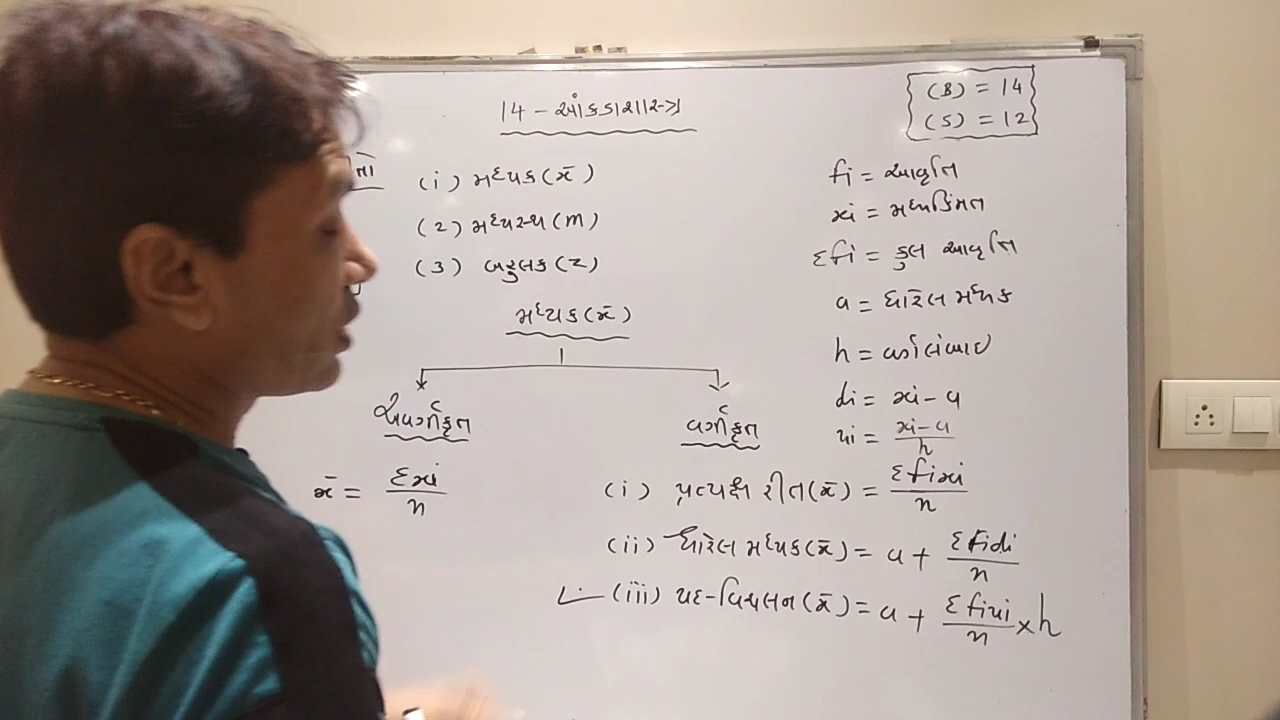 14 - આંકડાશાસ્ત્ર
(B) = 14
(S) = 12
(i) મધ્યક (x̄)
(2) મધ્યસ્થ (m)
(3) બહુલક (z)
મધ્યક (x̄)
અવર્ગીકૃત
વર્ગીકૃત
x̄ = Σxi / n
(i) પ્રત્યક્ષ રીત (x̄) = Σfixi / n
(ii) ધારેલ મધ્યક (x̄) = a + Σfidi / n
(iii) પદ-વિચલન (x̄) = a + Σfiui / n × h
fi = આવૃત્તિ
xi = મધ્યકિંમત
Σfi = કુલ આવૃત્તિ
a = ધારેલ મધ્યક
h = વર્ગલંબાઇ
di = xi - a
ui = xi - a / h